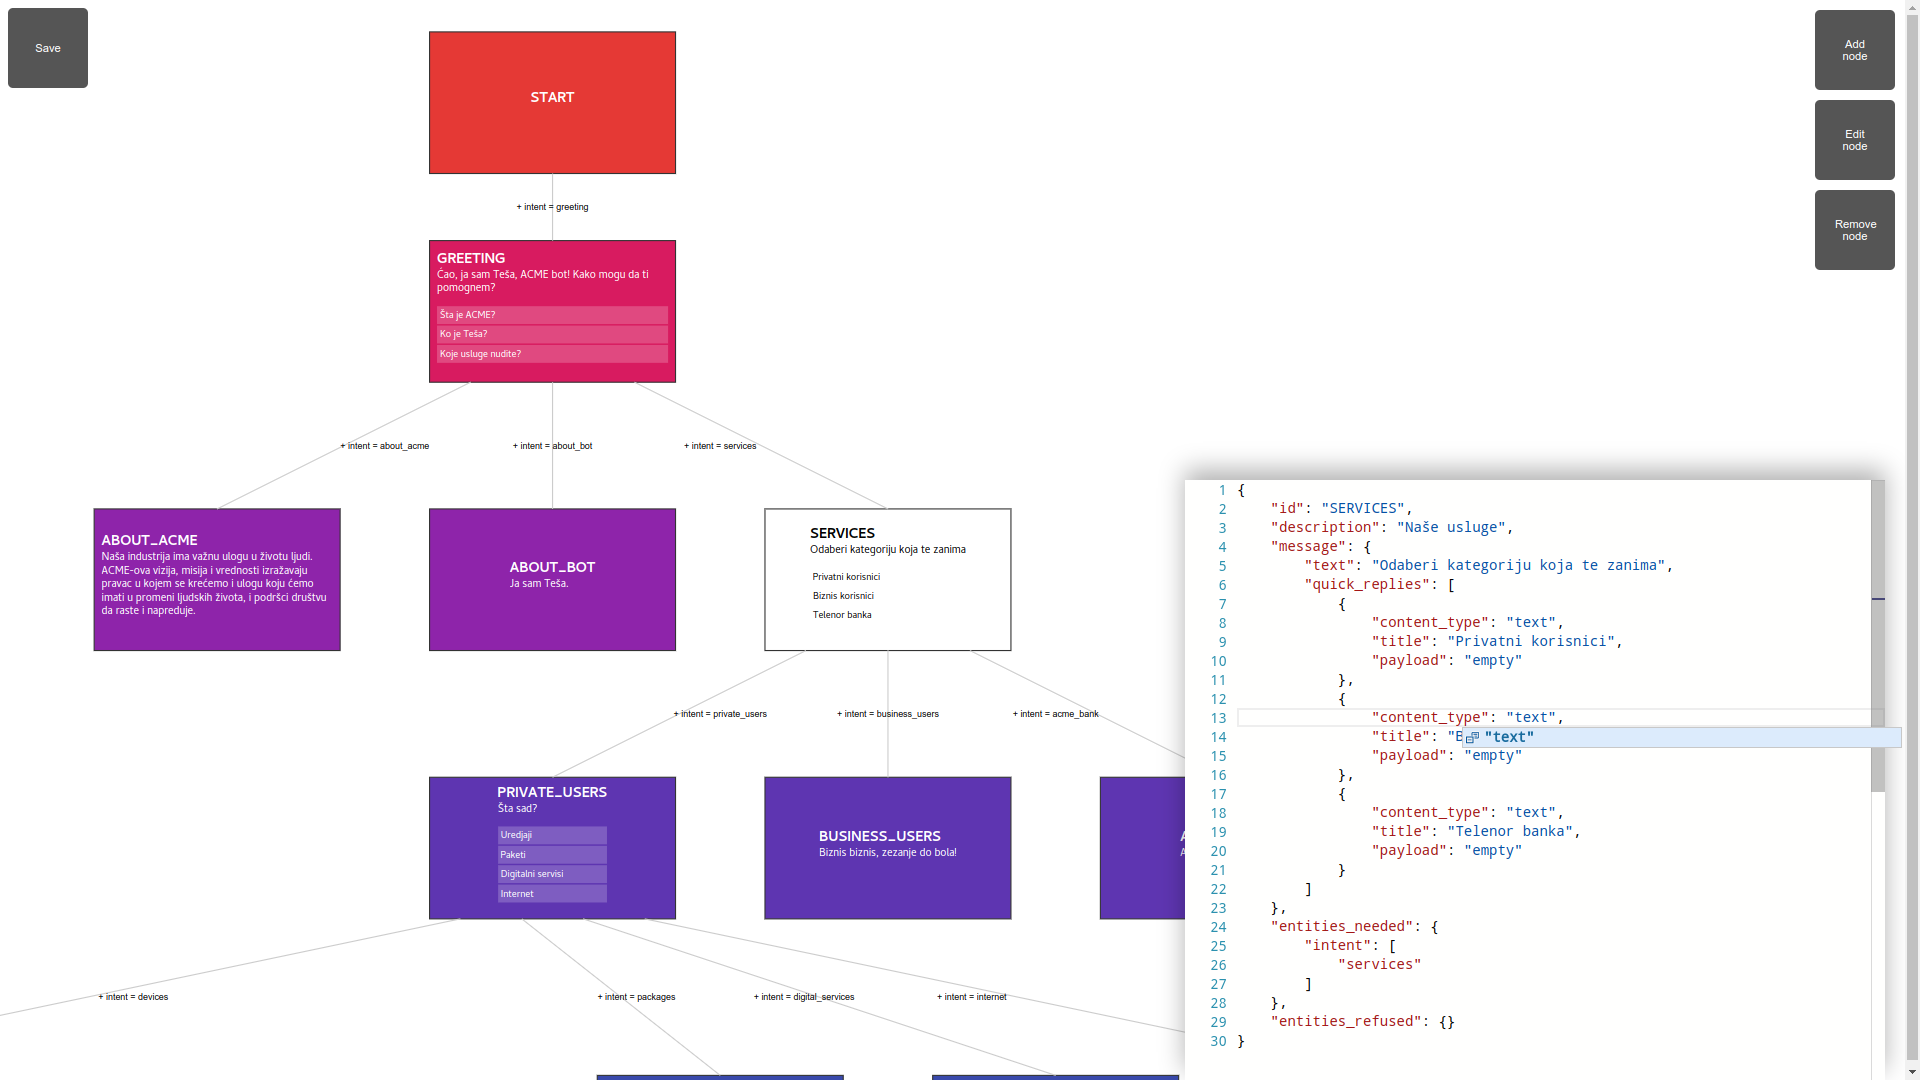 Save
Add
node
Edit
node
Remove
node
START
+ intent = greeting
GREETING
Ćao, ja sam Teša, ACME bot! Kako mogu da ti
pomognem?
Šta je ACME?
Ko je Teša?
Koje usluge nudite?
+ intent = about_acme
+ intent = about_bot
+ intent = services
ABOUT_ACME
Naša industrija ima važnu ulogu u životu ljudi.
ACME-ova vizija, misija i vrednosti izražavaju
pravac u kojem se krećemo i ulogu koju ćemo
imati u promeni ljudskih života, i podršci društvu
da raste i napreduje.
ABOUT_BOT
Ja sam Teša.
SERVICES
Odaberi kategoriju koja te zanima
Privatni korisnici
Biznis korisnici
Telenor banka
+ intent = private_users
+ intent = business_users
+ intent = acme_bank
PRIVATE_USERS
Šta sad?
Uredjaji
Paketi
Digitalni servisi
Internet
BUSINESS_USERS
Biznis biznis, zezanje do bola!
+ intent = devices
+ intent = packages
+ intent = digital_services
+ intent = internet
1 {
2 "id": "SERVICES",
3 "description": "Naše usluge",
4 "message": {
5 "text": "Odaberi kategoriju koja te zanima",
6 "quick_replies": [
7 {
8 "content_type": "text",
9 "title": "Privatni korisnici",
10 "payload": "empty"
11 },
12 {
13 "content_type": "text",
14 "title": "B
"text"
15 "payload": "empty"
16 },
17 {
18 "content_type": "text",
19 "title": "Telenor banka",
20 "payload": "empty"
21 }
22 ]
23 },
24 "entities_needed": {
25 "intent": [
26 "services"
27 ]
28 },
29 "entities_refused": {}
30 }